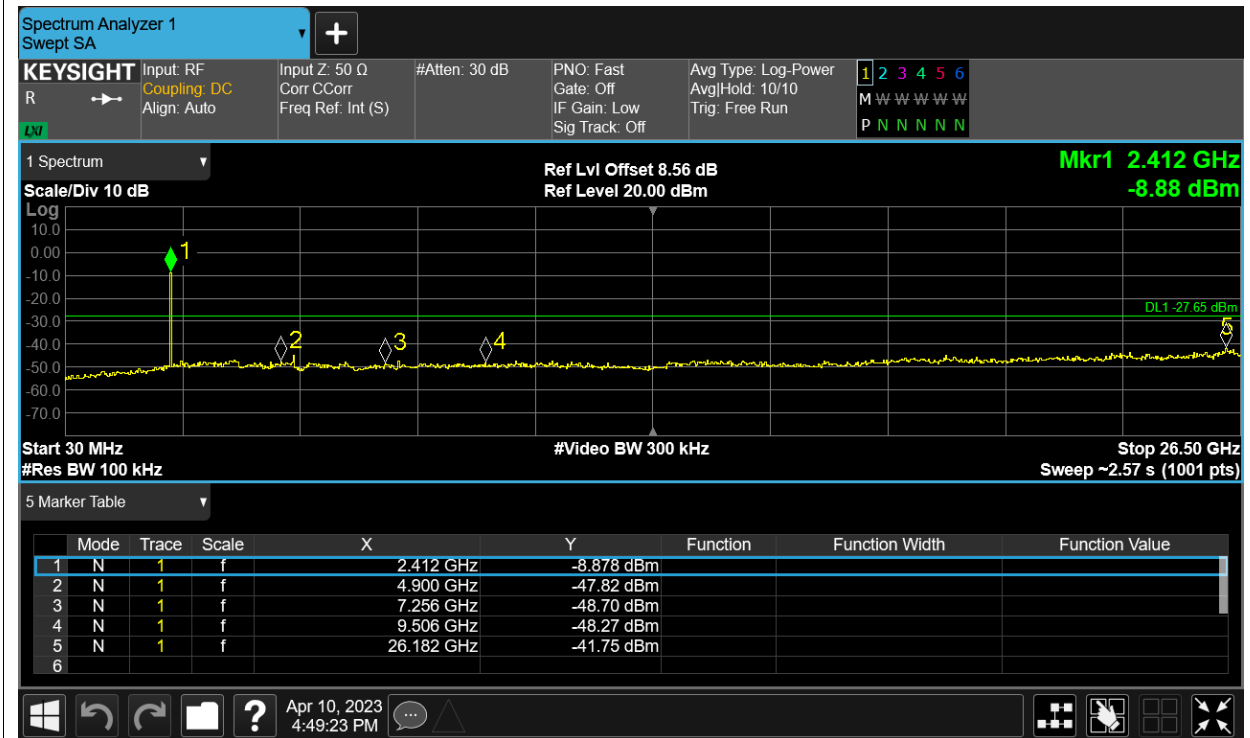 Spectrum Analyzer 1
Swept SA
+
KEYSIGHT
R
LXI
Input: RF
Coupling: DC
Align: Auto
Input Z: 50 Ω
Corr CCorr
Freq Ref: Int (S)
#Atten: 30 dB
PNO: Fast
Gate: Off
IF Gain: Low
Sig Track: Off
Avg Type: Log-Power
Avg|Hold: 10/10
Trig: Free Run
1 2 3 4 5 6
M W W W W W
P N N N N N
1 Spectrum
Scale/Div 10 dB
Ref Lvl Offset 8.56 dB
Ref Level 20.00 dBm
Mkr1 2.412 GHz
-8.88 dBm
Log
10.0
0.00
-10.0
-20.0
-30.0
-40.0
-50.0
-60.0
-70.0
1
2
3
4
5
DL1 -27.65 dBm
Start 30 MHz
#Video BW 300 kHz
Stop 26.50 GHz
#Res BW 100 kHz
Sweep ~2.57 s (1001 pts)
5 Marker Table
Mode Trace Scale X Y Function Function Width Function Value
1 N 1 f 2.412 GHz -8.878 dBm
2 N 1 f 4.900 GHz -47.82 dBm
3 N 1 f 7.256 GHz -48.70 dBm
4 N 1 f 9.506 GHz -48.27 dBm
5 N 1 f 26.182 GHz -41.75 dBm
6
?
Apr 10, 2023
4:49:23 PM